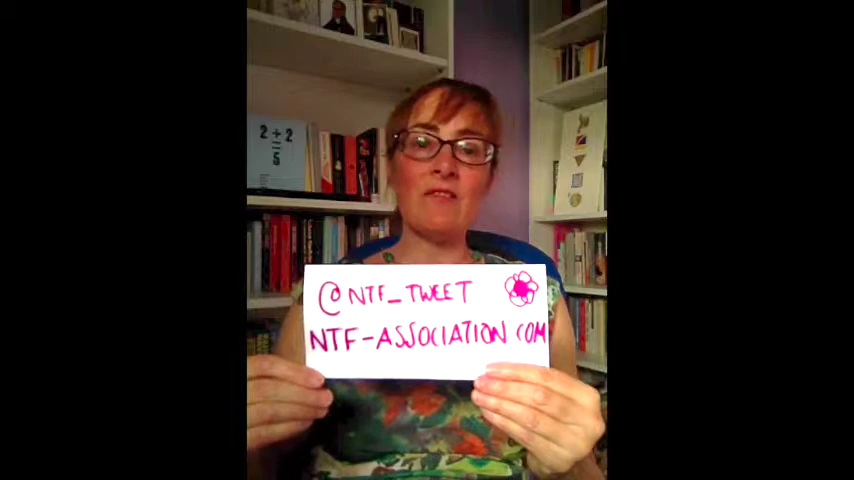 2+2
=
5
@NTF_TWEET
NTF-ASSOCIATION COM